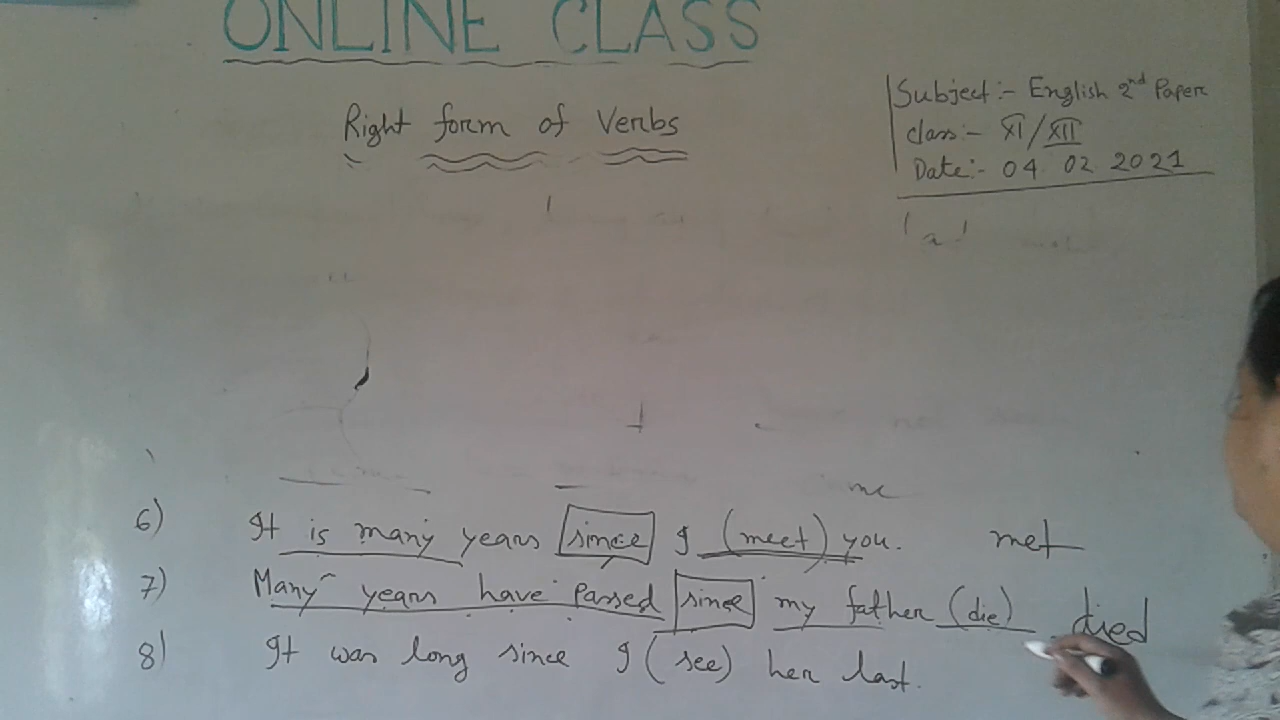 ONLINE CLASS
Right form of Verbs
Subject :- English 2nd Paper
class :- XI/XII
Date :- 04 02 2021
'a'
6) It is many years since I (meet) you. met
7) Many years have passed since my father (die) died
8) It was long since I (see) her last.